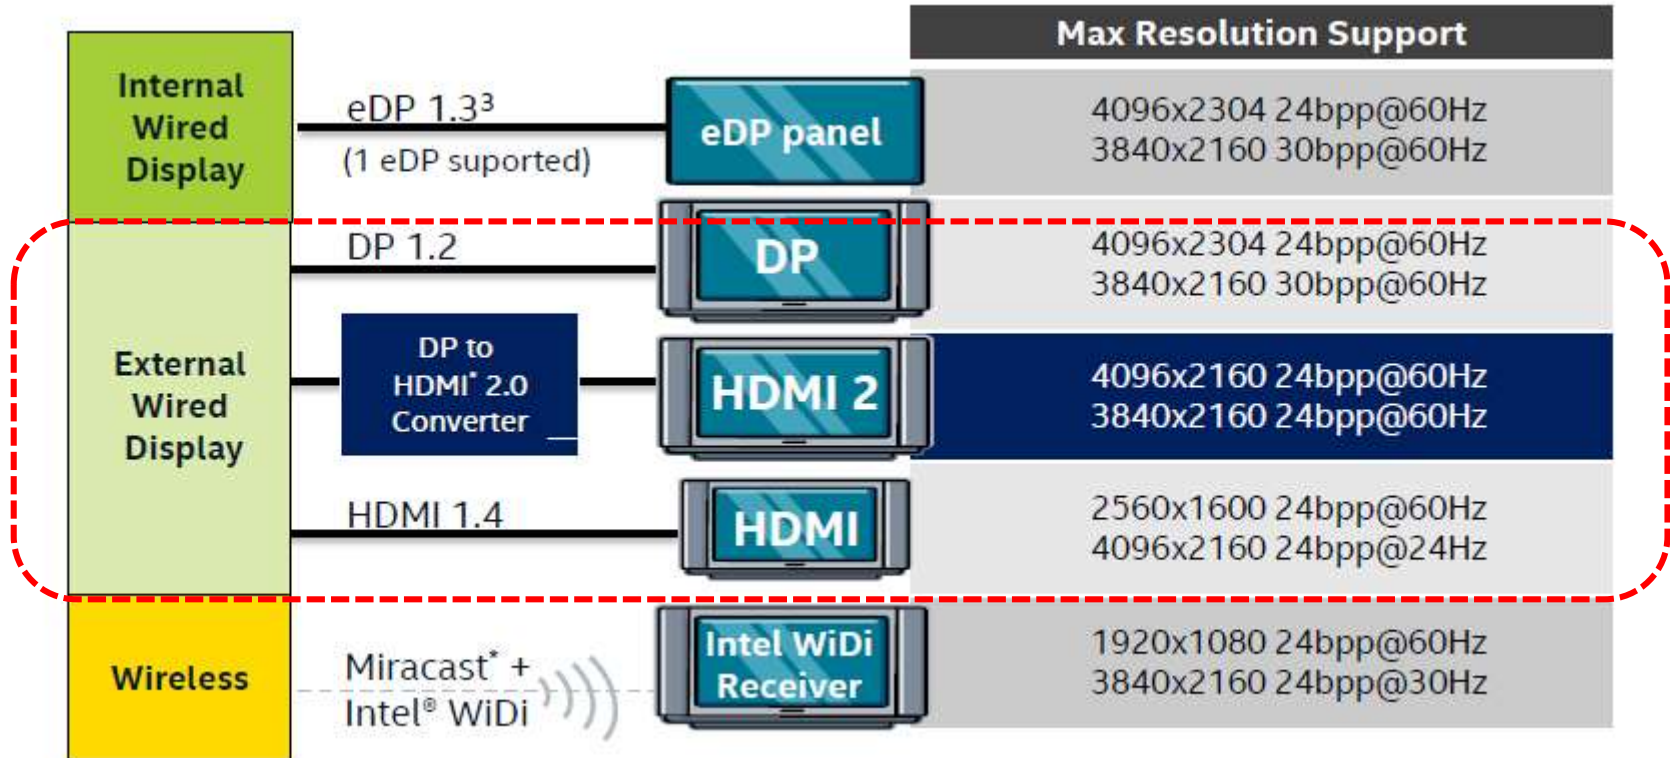 Max Resolution Support
Internal
Wired
Display
eDP 1.3³
(1 eDP suported)
eDP panel
4096x2304 24bpp@60Hz
3840x2160 30bpp@60Hz
External
Wired
Display
DP 1.2
DP
4096x2304 24bpp@60Hz
3840x2160 30bpp@60Hz
DP to
HDMI* 2.0
Converter
HDMI 2
4096x2160 24bpp@60Hz
3840x2160 24bpp@60Hz
HDMI 1.4
HDMI
2560x1600 24bpp@60Hz
4096x2160 24bpp@24Hz
Wireless
Miracast* +
Intel® WiDi
Intel WiDi
Receiver
1920x1080 24bpp@60Hz
3840x2160 24bpp@30Hz